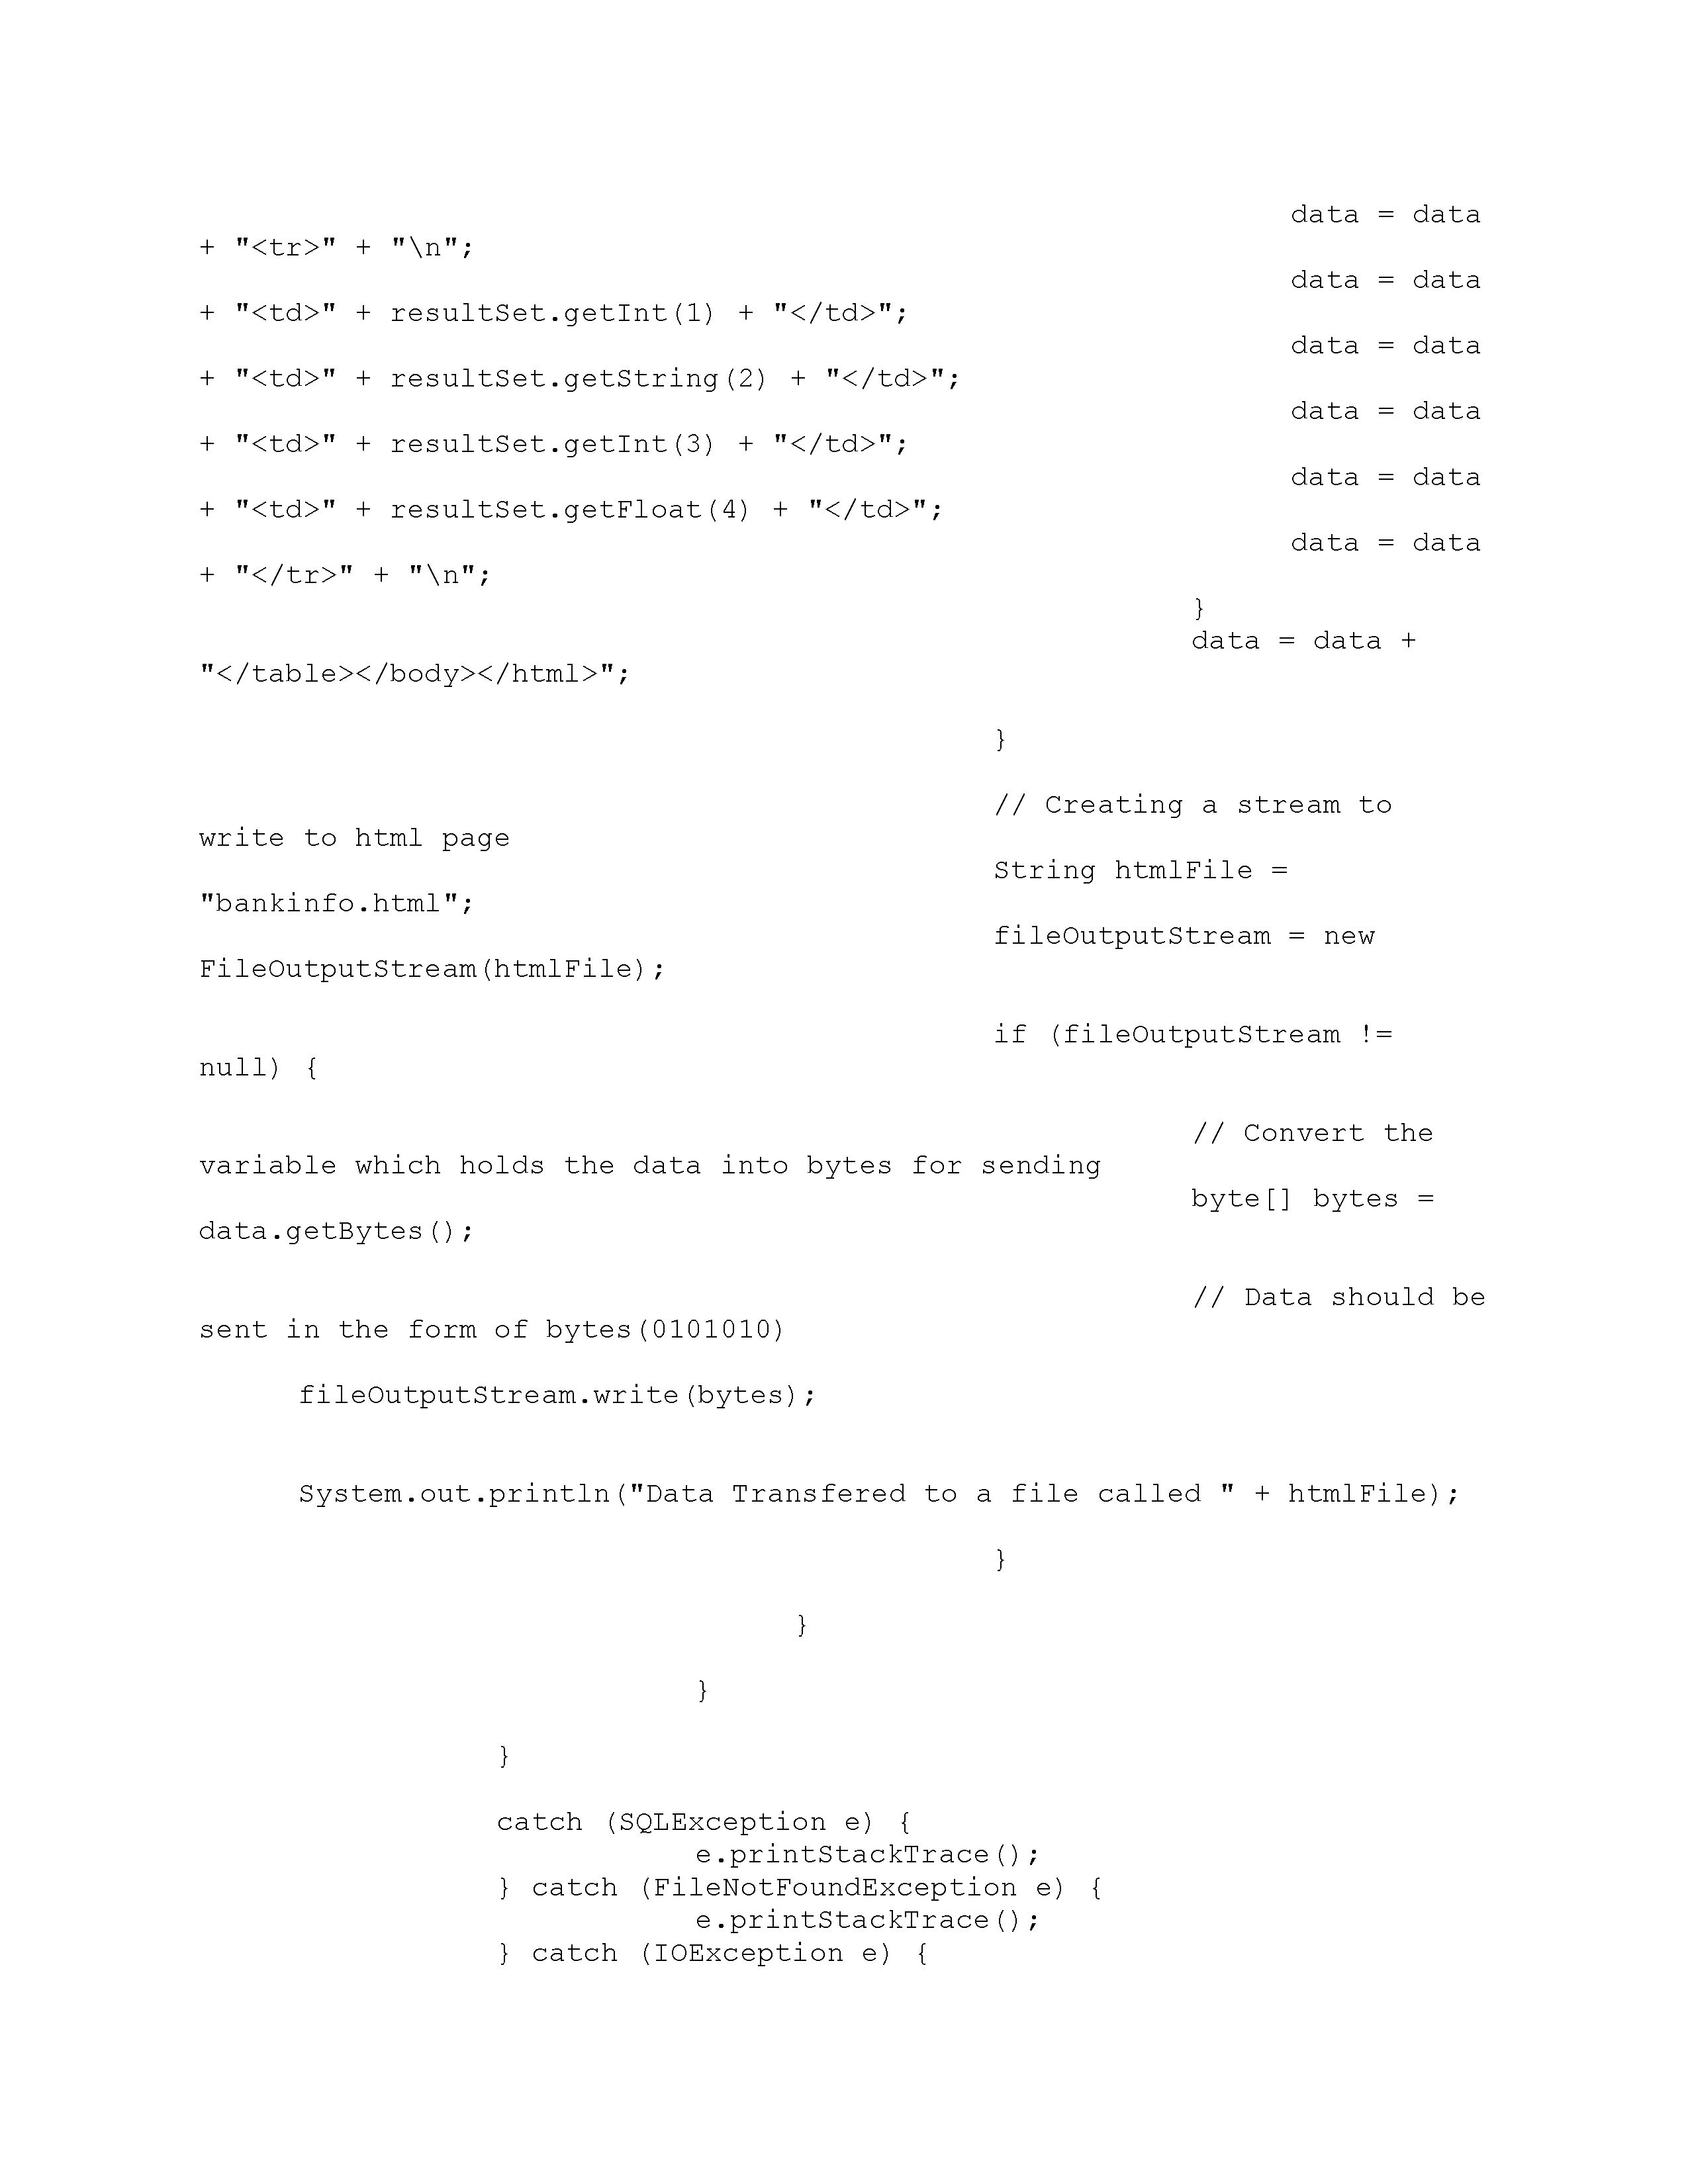 data = data
+ "<tr>" + "\n";
data = data
+ "<td>" + resultSet.getInt(1) + "</td>";
data = data
+ "<td>" + resultSet.getString(2) + "</td>";
data = data
+ "<td>" + resultSet.getInt(3) + "</td>";
data = data
+ "<td>" + resultSet.getFloat(4) + "</td>";
data = data
+ "</tr>" + "\n";
}
data = data +
"</table></body></html>";
}
// Creating a stream to
write to html page
String htmlFile =
"bankinfo.html";
fileOutputStream = new
FileOutputStream(htmlFile);
if (fileOutputStream !=
null) {
// Convert the
variable which holds the data into bytes for sending
byte[] bytes =
data.getBytes();
// Data should be
sent in the form of bytes(0101010)
fileOutputStream.write(bytes);
System.out.println("Data Transfered to a file called " + htmlFile);
}
}
}
}
catch (SQLException e) {
e.printStackTrace();
} catch (FileNotFoundException e) {
e.printStackTrace();
} catch (IOException e) {